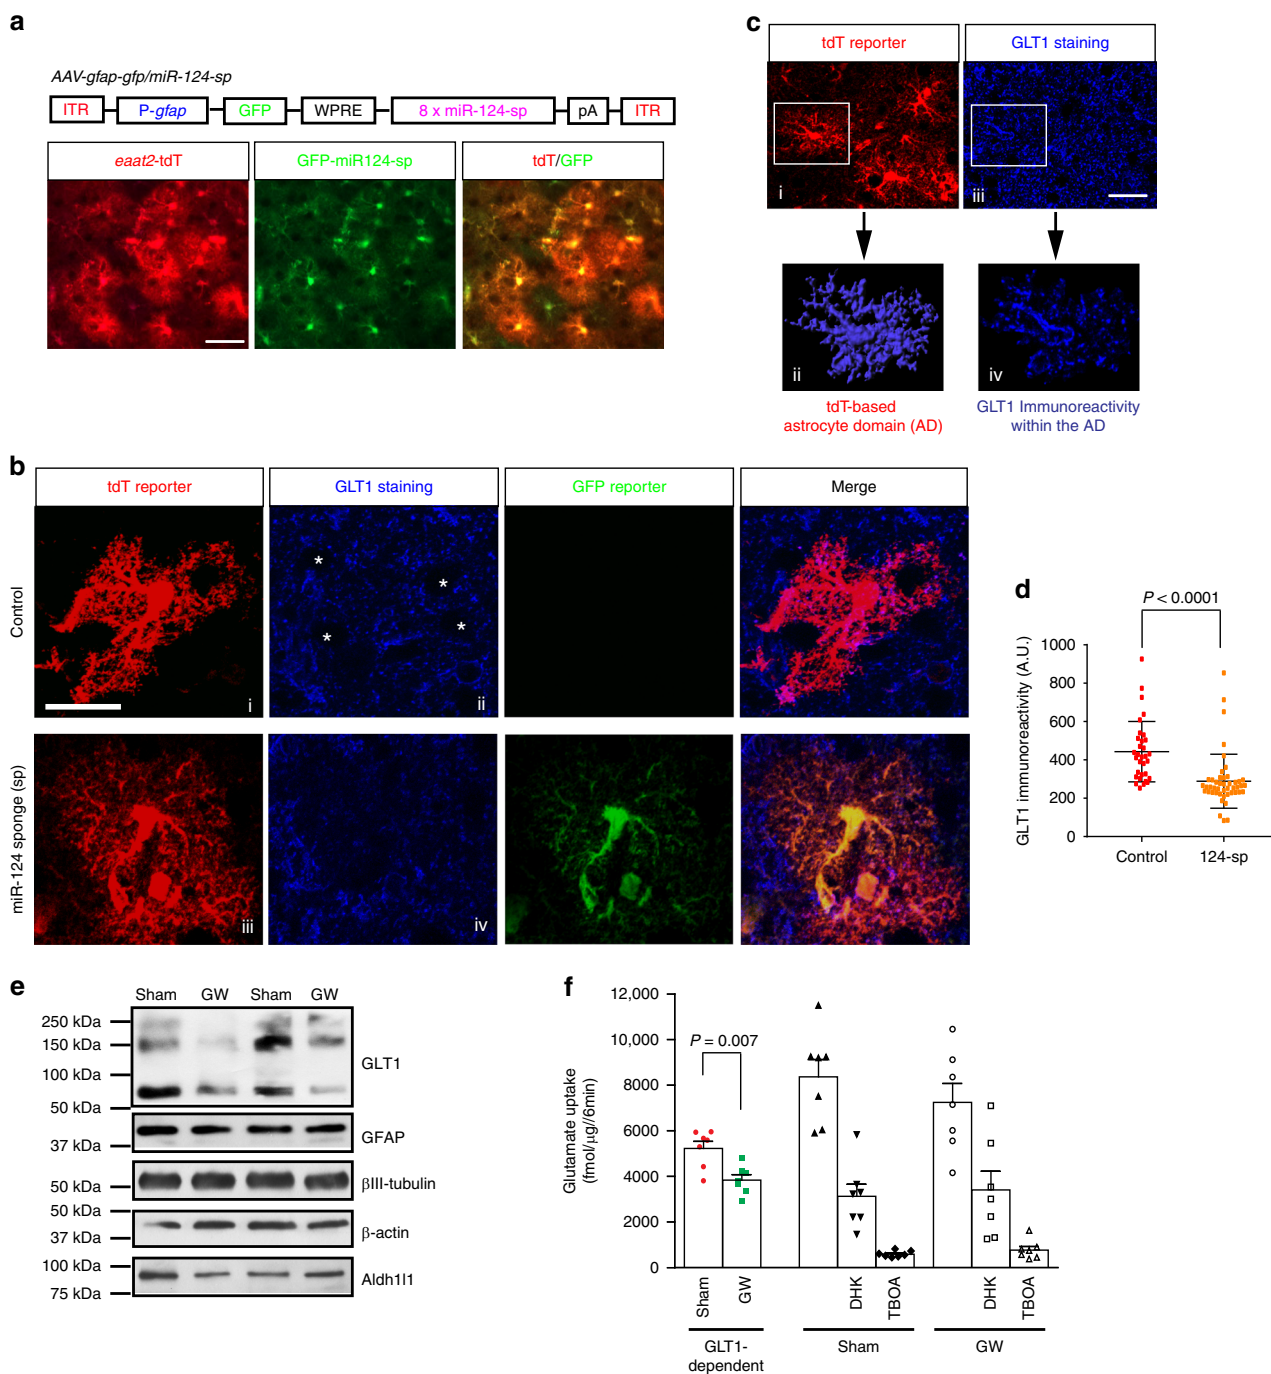 a
AAV-gfap-gfp/miR-124-sp
ITR P-gfap GFP WPRE 8 x miR-124-sp pA ITR
eaat2-tdT GFP-miR124-sp tdT/GFP
c
tdT reporter GLT1 staining
i iii
ii iv
tdT-based
astrocyte domain (AD)
GLT1 Immunoreactivity
within the AD
b
tdT reporter GLT1 staining GFP reporter Merge
Control
* * * *
i ii
miR-124 sponge (sp)
iii iv
d
P < 0.0001
GLT1 immunoreactivity (A.U.)
1000
800
600
400
200
0
Control 124-sp
e
Sham GW Sham GW
250 kDa
150 kDa
100 kDa
50 kDa
GLT1
37 kDa
GFAP
50 kDa
βIII-tubulin
50 kDa
37 kDa
β-actin
100 kDa
75 kDa
Aldh1l1
f
Glutamate uptake
(fmol/μg//6min)
12,000
10,000
8000
6000
4000
2000
0
P = 0.007
Sham GW DHK TBOA DHK TBOA
GLT1-
dependent
Sham GW